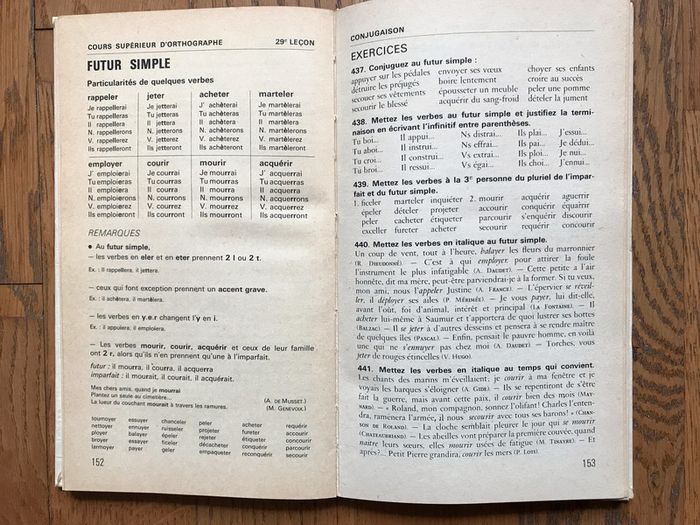 COURS SUPÉRIEUR D'ORTHOGRAPHE 29e LEÇON
FUTUR SIMPLE
Particularités de quelques verbes
rappeler jeter acheter marteler
Je rappellerai Je jetterai J' achèterai Je martèlerai
Tu rappelleras Tu jetteras Tu achèteras Tu martèleras
Il rappellera Il jettera Il achètera Il martèlera
N. rappellerons N. jetterons N. achèterons N. martèlerons
V. rappellerez V. jetterez V. achèterez V. martèlerez
Ils rappelleront Ils jetteront Ils achèteront Ils martèleront
employer courir mourir acquérir
J' emploierai Je courrai Je mourrai J' acquerrai
Tu emploieras Tu courras Tu mourras Tu acquerras
Il emploiera Il courra Il mourra Il acquerra
N. emploierons N. courrons N. mourrons N. acquerrons
V. emploierez V. courrez V. mourrez V. acquerrez
Ils emploieront Ils courront Ils mourront Ils acquerront
REMARQUES
● Au futur simple,
– les verbes en eler et en eter prennent 2 l ou 2 t.
Ex. : il rappellera, il jettera.
– ceux qui font exception prennent un accent grave.
Ex. : il achètera, il martèlera.
– les verbes en y.e.r changent l'y en i.
Ex. : il appuiera, il emploiera.
– Les verbes mourir, courir, acquérir et ceux de leur famille
ont 2 r, alors qu'ils n'en prennent qu'une à l'imparfait.
futur : il mourra, il courra, il acquerra
imparfait : il mourait, il courait, il acquérait.
Mes chers amis, quand je mourrai
Plantez un saule au cimetière... (A. DE MUSSET.)
La lueur du couchant mourait à travers les ramures. (M. GENEVOIX.)
tournoyer essuyer chanceler peler acheter requérir
nettoyer ennuyer ruisseler projeter fureter accourir
ployer balayer épeler rejeter étiqueter concourir
broyer essayer ficeler décacheter conquérir parcourir
larmoyer payer geler empaqueter reconquérir secourir
152
CONJUGAISON
EXERCICES
437. Conjuguez au futur simple :
appuyer sur les pédales envoyer ses vœux choyer ses enfants
détruire les préjugés boire lentement croire au succès
secouer ses vêtements épousseter un meuble peler une pomme
secourir le blessé acquérir du sang-froid dételer la jument
438. Mettez les verbes au futur simple et justifiez la termi-
naison en écrivant l'infinitif entre parenthèses.
Tu boi... Il appui... Ns distrai... Ils plai... J'essui...
Tu aboi... Il instrui... Ns effrai... Ils pai... Je dédui...
Tu croi... Il construi... Vs extrai... Ils ploi... Je nui...
Tu broi... Il ressui... Vs égai... Ils choi... J'ennui...
439. Mettez les verbes à la 3e personne du pluriel de l'impar-
fait et du futur simple.
1. ficeler marteler inquiéter 2. mourir acquérir aguerrir
épeler dételer projeter accourir conquérir équarrir
peler cacheter étiqueter parcourir s'enquérir discourir
exceller fureter acheter secourir requérir concourir
440. Mettez les verbes en italique au futur simple.
Un coup de vent, tout à l'heure, balayer les fleurs du marronnier
(R. DIEUDONNÉ). – C'est à qui employer pour attirer la foule
l'instrument le plus infatigable (A. DAUDET). – Cette petite a l'air
honnête, dit ma mère, peut-être parviendrai-je à la former. Si tu veux,
mon ami, nous l'appeler Justine (A. FRANCE). – L'épervier se réveil-
ler, il déployer ses ailes (P. MÉRIMÉE). – Je vous payer, lui dit-elle,
avant l'oût, foi d'animal, intérêt et principal (LA FONTAINE). – Il
acheter lui-même à Saumur et t'apportera de quoi lustrer ses bottes
(BALZAC). – Il se jeter à d'autres desseins et pensera à se rendre maître
de quelques îles (PASCAL). – Enfin, pensait le pauvre homme, en voilà
une qui ne s'ennuyer pas chez moi (A. DAUDET). – Torches, vous
jeter de rouges étincelles (V. HUGO).
441. Mettez les verbes en italique au temps qui convient.
Les chants des marins m'éveillaient; je courir à ma fenêtre et je
voyais les barques s'éloigner (A. GIDE). – Ils se repentiront de s'être
fait la guerre, mais avant cette paix, il courir bien des mois (MAY-
NARD). – « Roland, mon compagnon, sonnez l'olifant! Charles l'enten-
dra, ramènera l'armée, il nous secourir avec tous ses barons! » (CHAN-
SON DE ROLAND). – La cloche semblait pleurer le jour qui se mourir
(CHATEAUBRIAND). – Les abeilles vont préparer la première couvée, quand
naître leurs sœurs, elles mourir usées de fatigue (M. TINAYRE). – Et
après?... Petit Pierre grandira, courir les mers (P. LOTI).
153